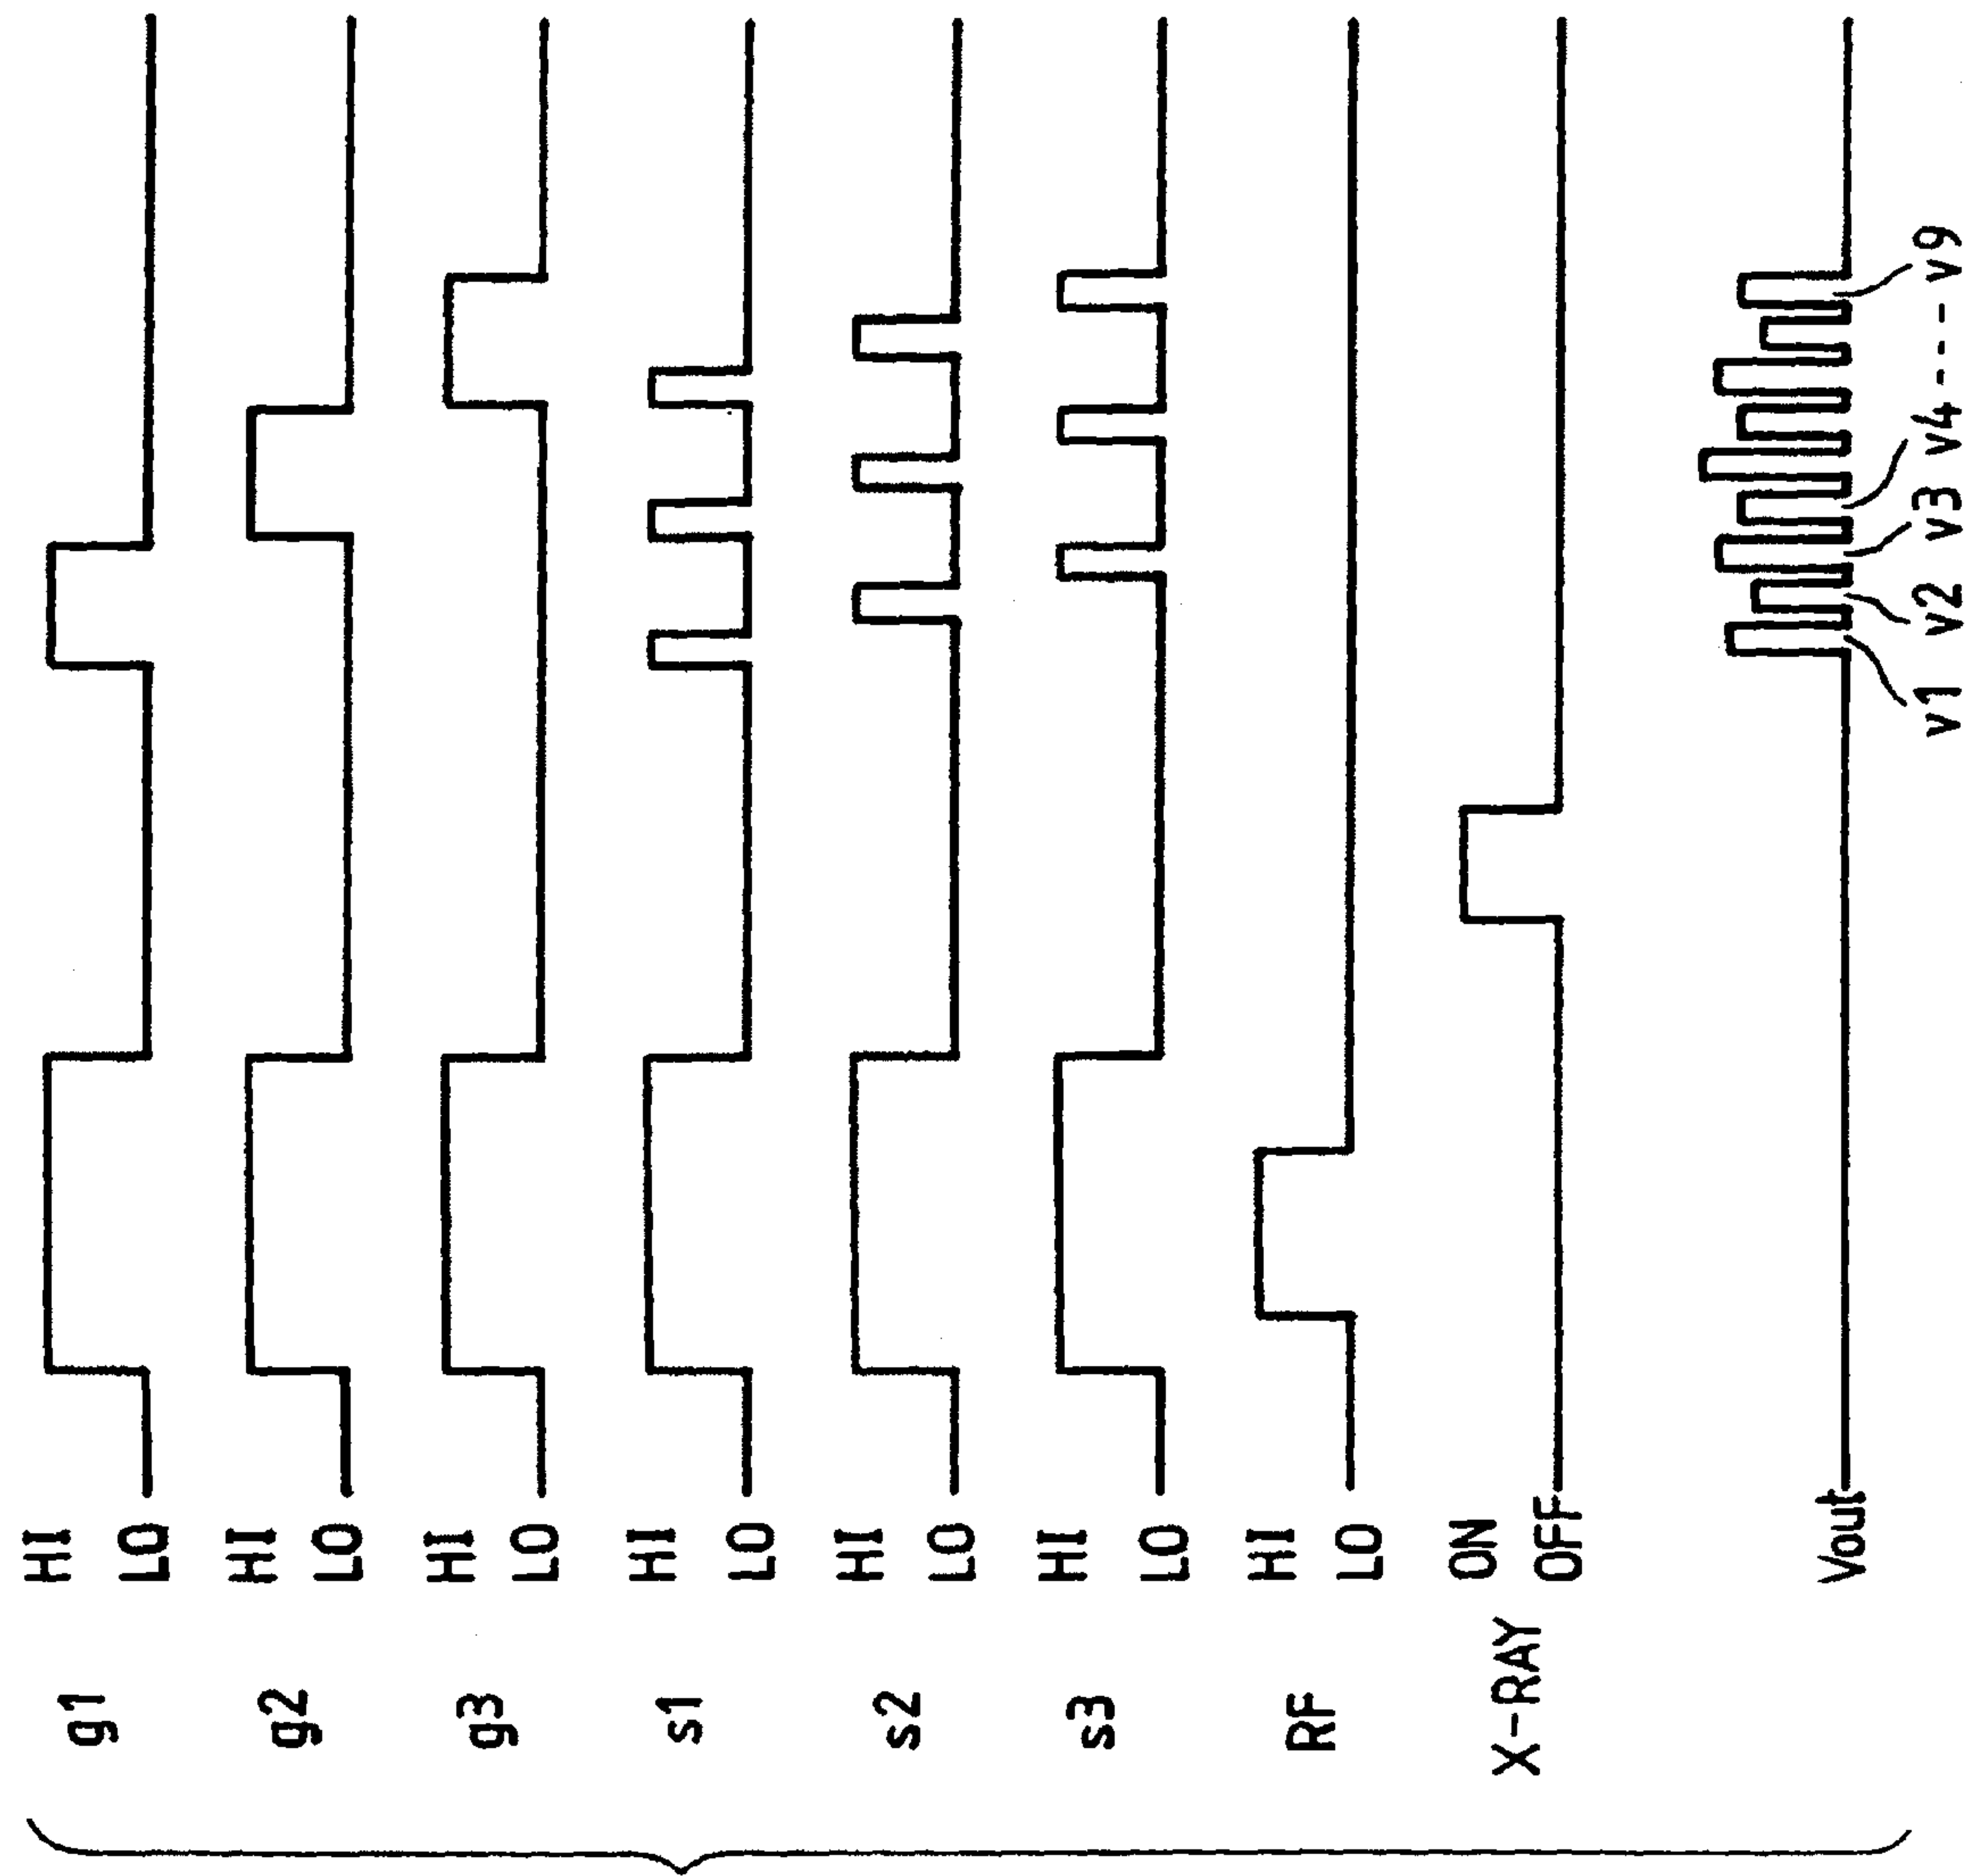 g1 HI
LO
g2 HI
LO
g3 HI
LO
s1 HI
LO
s2 HI
LO
s3 HI
LO
RF HI
LO
X-RAY ON
OFF
Vout
v1 v2 v3 v4 - - - v9